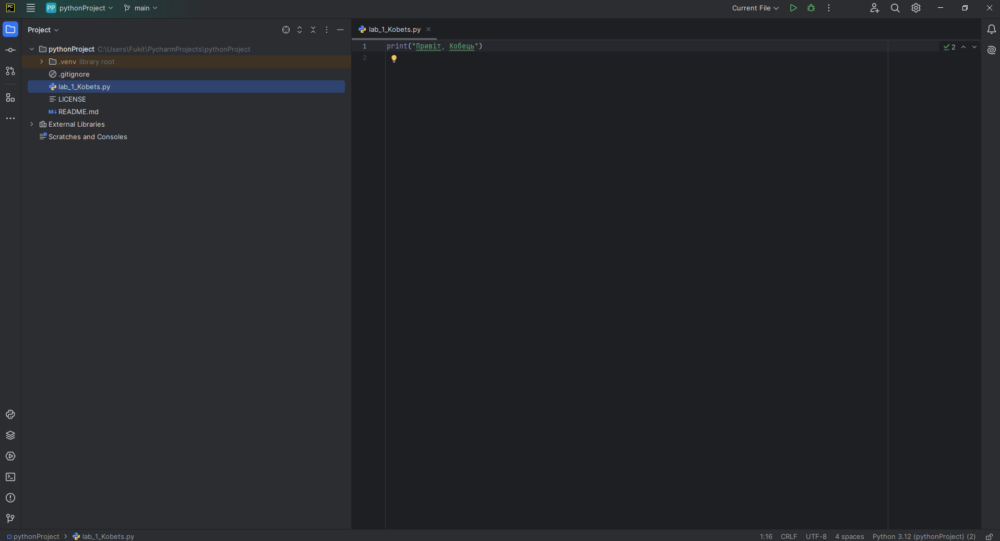 PC
PP pythonProject main Current File
Project
lab_1_Kobets.py
pythonProject C:\Users\Fukit\PycharmProjects\pythonProject
.venv library root
.gitignore
lab_1_Kobets.py
LICENSE
M↓ README.md
External Libraries
Scratches and Consoles
1 print("Привіт, Кобець")
2
2
pythonProject > lab_1_Kobets.py
1:16 CRLF UTF-8 4 spaces Python 3.12 (pythonProject) (2)